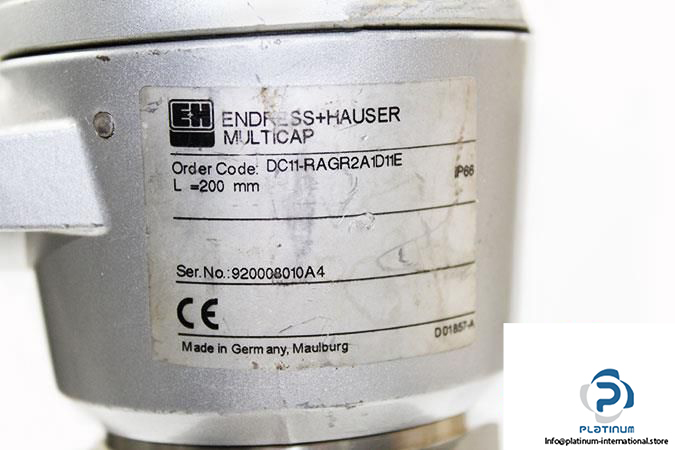 EH ENDRESS+HAUSER
MULTICAP
Order Code: DC11-RAGR2A1D11E
L =200 mm
IP66
Ser.No.:920008010A4
CE
Made in Germany, Maulburg
D01857-A
PLATINUM
Info@platinum-international.store